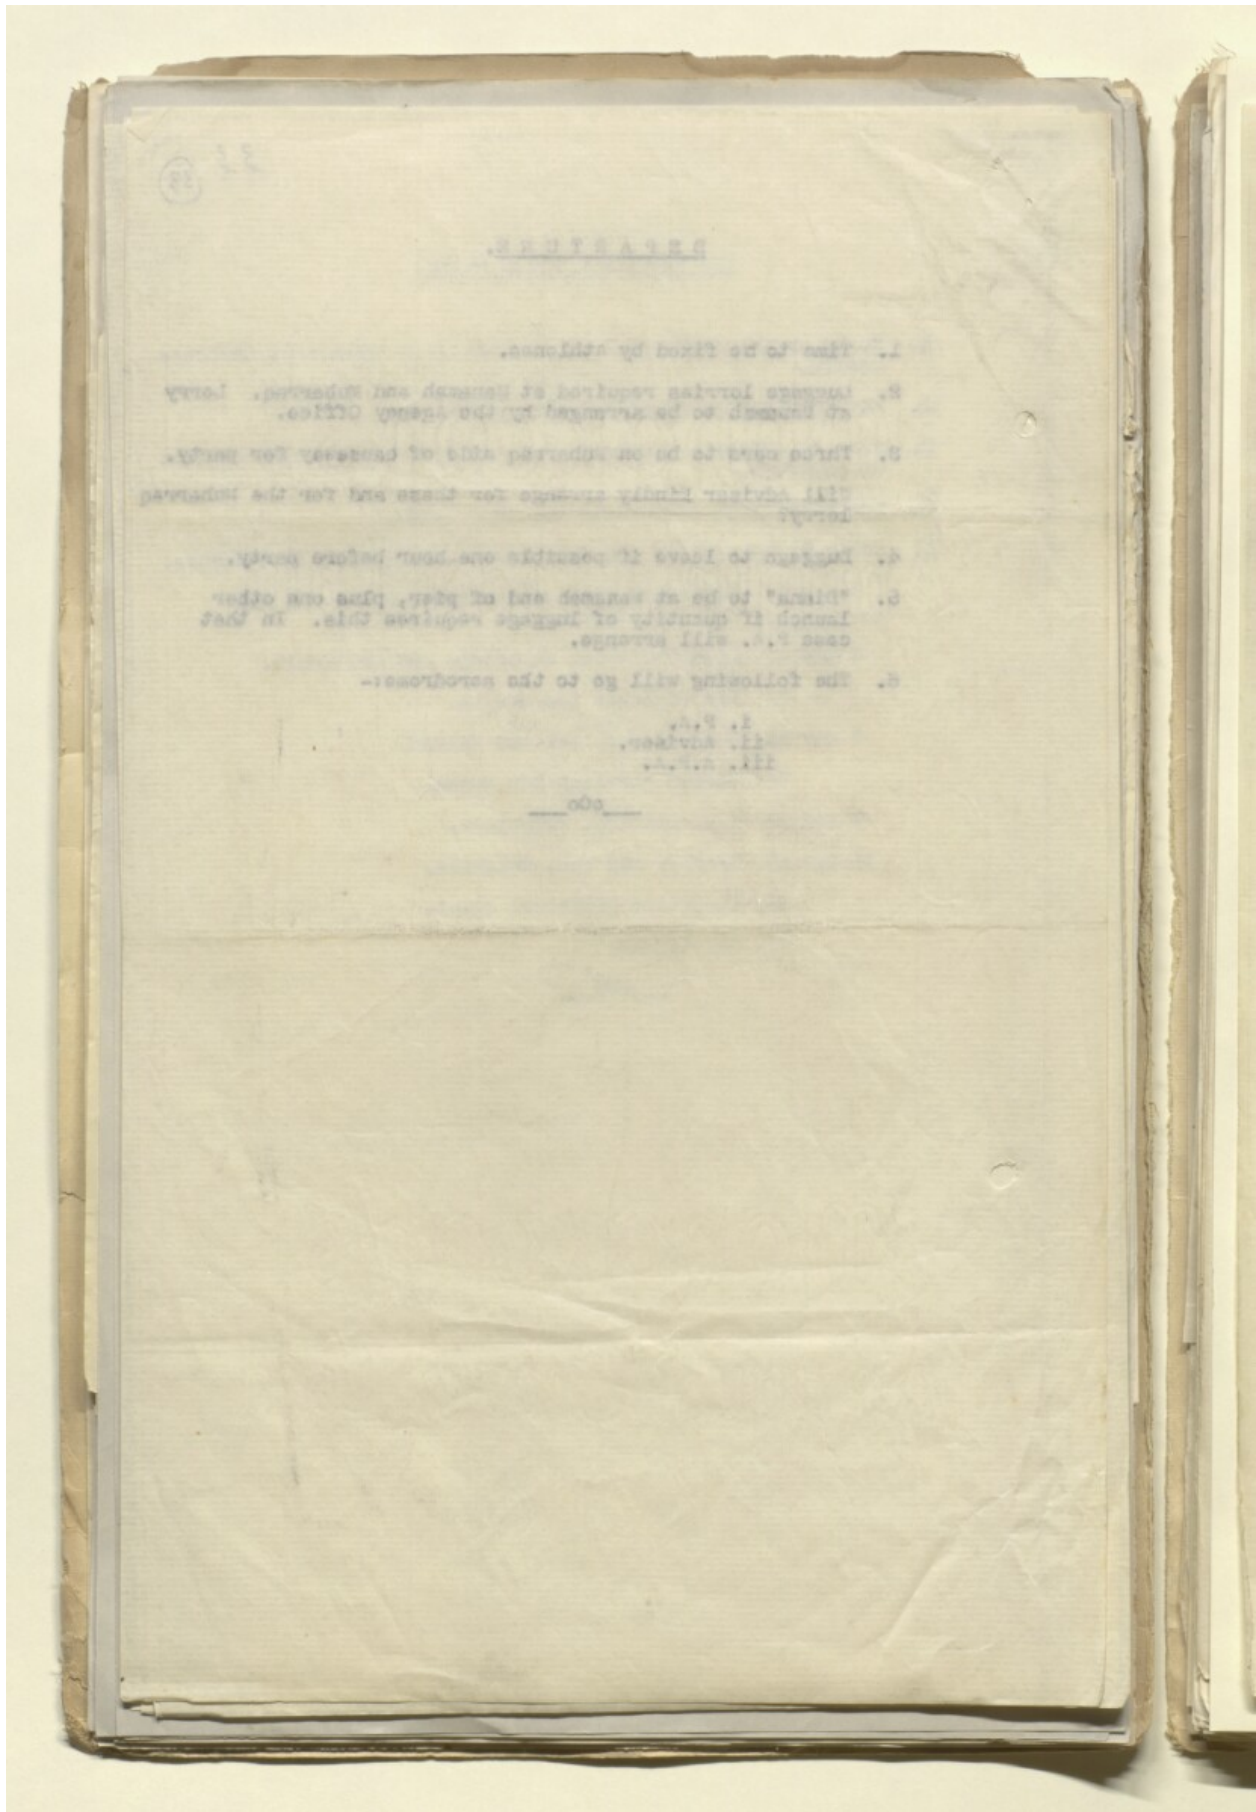 DEPARTURE.
1. Time to be fixed by Athlones.
2. Luggage lorries required at Manamah and Muharraq. Lorry
at Manamah to be arranged by the Agency Office.
3. Three cars to be on Muharraq side of causeway for party.
Will Adviser kindly arrange for these and for the Muharraq
lorry?
4. Luggage to leave if possible one hour before party.
5. "Diana" to be at Manamah end of pier, plus one other
launch if quantity of luggage requires this. In that
case P.A. will arrange.
6. The following will go to the aerodrome:-
i. P.A.
ii. Adviser.
iii. A.P.A.
___oOo___